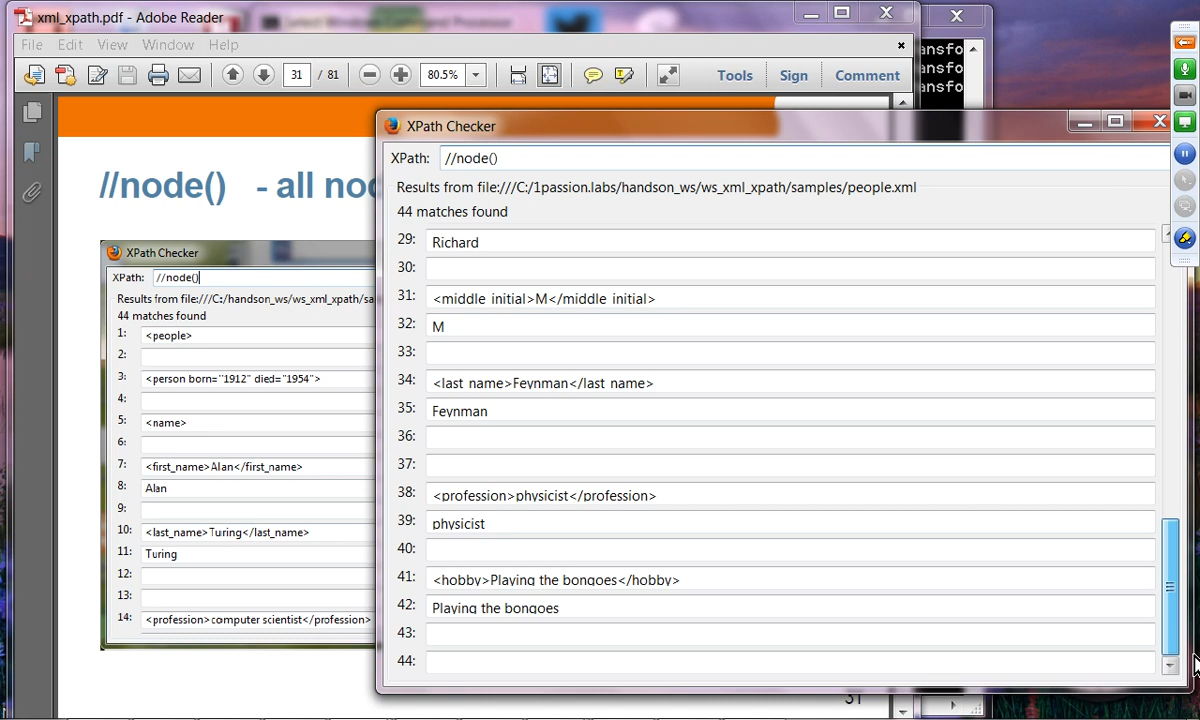 xml_xpath.pdf - Adobe Reader
File Edit View Window Help
31 / 81 80.5% Tools Sign Comment
ansfo
ansfo
ansfo
//node() - all noc
XPath Checker
XPath: //node()
Results from file:///C:/handson_ws/ws_xml_xpath/sa
44 matches found
1: <people>
2:
3: <person born="1912" died="1954">
4:
5: <name>
6:
7: <first_name>Alan</first_name>
8: Alan
9:
10: <last_name>Turing</last_name>
11: Turing
12:
13:
14: <profession>computer scientist</profession>
31
XPath Checker
XPath: //node()
Results from file:///C:/1passion.labs/handson_ws/ws_xml_xpath/samples/people.xml
44 matches found
29: Richard
30:
31: <middle initial>M</middle initial>
32: M
33:
34: <last name>Feynman</last name>
35: Feynman
36:
37:
38: <profession>physicist</profession>
39: physicist
40:
41: <hobby>Playing the bongoes</hobby>
42: Playing the bongoes
43:
44: